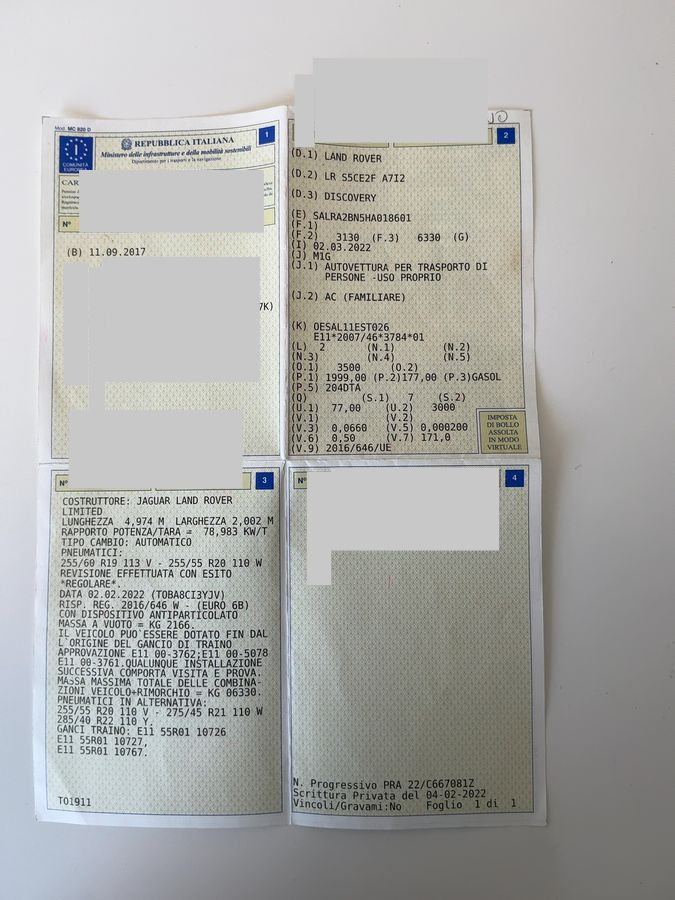 Mod. MC 820 D
1
REPUBBLICA ITALIANA
Ministero delle infrastrutture e della mobilità sostenibili
Dipartimento per i trasporti e la navigazione
I
COMUNITÀ
CAR
N°
(B) 11.09.2017
7K)
2
(D.1) LAND ROVER
(D.2) LR S5CE2F A7I2
(D.3) DISCOVERY
(E) SALRA2BN5HA018601
(F.1)
(F.2) 3130 (F.3) 6330 (G)
(I) 02.03.2022
(J) M1G
(J.1) AUTOVETTURA PER TRASPORTO DI
PERSONE -USO PROPRIO
(J.2) AC (FAMILIARE)
(K) OESAL11EST026
E11*2007/46*3784*01
(L) 2 (N.1) (N.2)
(N.3) (N.4) (N.5)
(O.1) 3500 (O.2)
(P.1) 1999,00 (P.2)177,00 (P.3)GASOL
(P.5) 204DTA
(Q) (S.1) 7 (S.2)
(U.1) 77,00 (U.2) 3000
(V.1) (V.2)
(V.3) 0,0660 (V.5) 0,000200
(V.6) 0,50 (V.7) 171,0
(V.9) 2016/646/UE
IMPOSTA
DI BOLLO
ASSOLTA
IN MODO
VIRTUALE
N° 3
COSTRUTTORE: JAGUAR LAND ROVER
LIMITED
LUNGHEZZA 4,974 M LARGHEZZA 2,002 M
RAPPORTO POTENZA/TARA = 78,983 KW/T
TIPO CAMBIO: AUTOMATICO
PNEUMATICI:
255/60 R19 113 V - 255/55 R20 110 W
REVISIONE EFFETTUATA CON ESITO
*REGOLARE*.
DATA 02.02.2022 (TOBA8CI3YJV)
RISP. REG. 2016/646 W - (EURO 6B)
CON DISPOSITIVO ANTIPARTICOLATO
MASSA A VUOTO = KG 2166.
IL VEICOLO PUO`ESSERE DOTATO FIN DAL
L`ORIGINE DEL GANCIO DI TRAINO
APPROVAZIONE E11 00-3762;E11 00-5078
E11 00-3761.QUALUNQUE INSTALLAZIONE
SUCCESSIVA COMPORTA VISITA E PROVA.
MASSA MASSIMA TOTALE DELLE COMBINA-
ZIONI VEICOLO+RIMORCHIO = KG 06330.
PNEUMATICI IN ALTERNATIVA:
255/55 R20 110 V - 275/45 R21 110 W
285/40 R22 110 Y.
GANCI TRAINO: E11 55R01 10726
E11 55R01 10727,
E11 55R01 10767.
TO1911
N° 4
N. Progressivo PRA 22/C667081Z
Scrittura Privata del 04-02-2022
Vincoli/Gravami:No Foglio 1 di 1